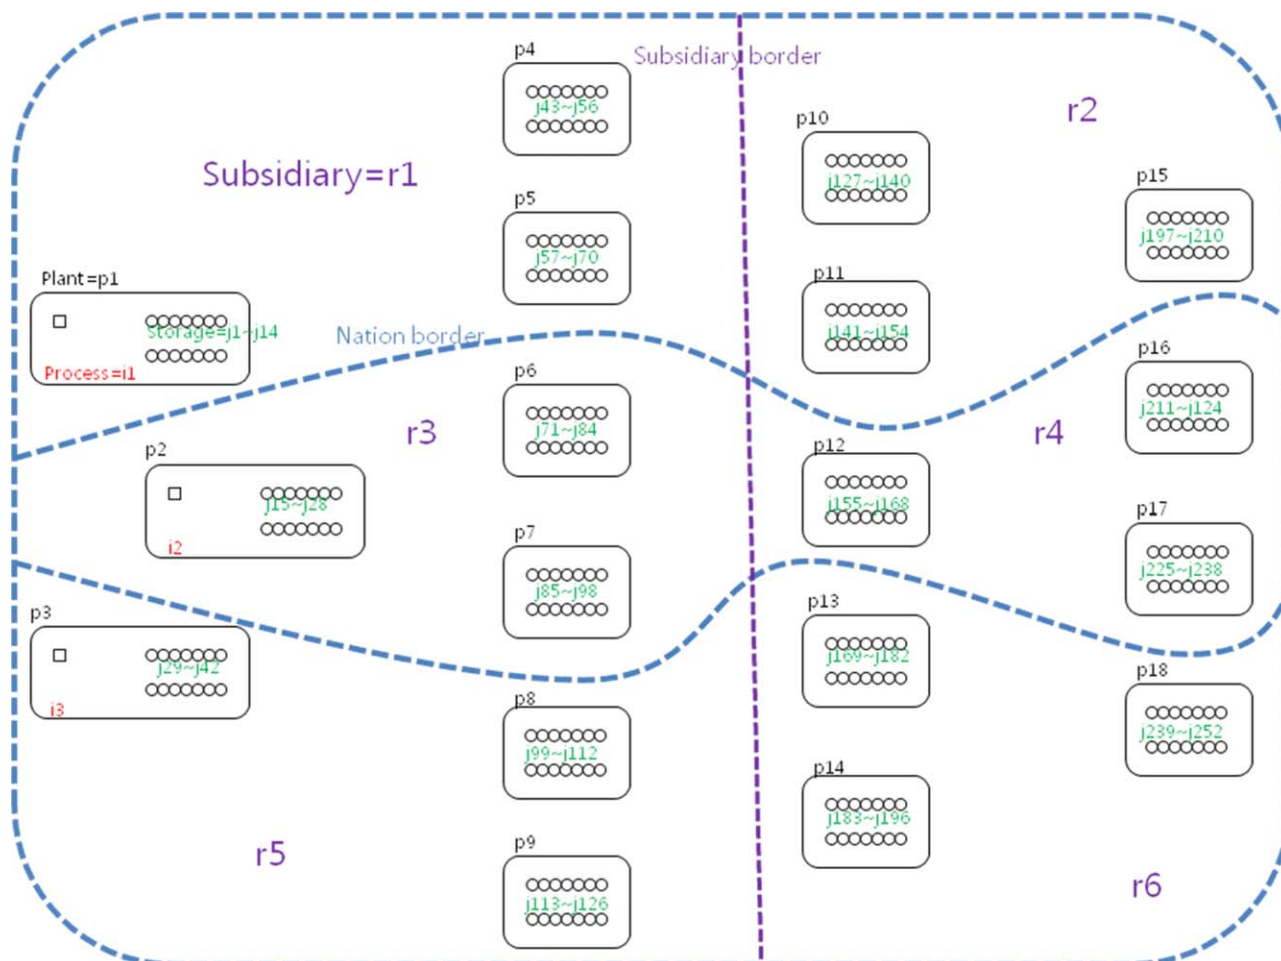 p4
Subsidiary border
j43~j56
r2
p10
Subsidiary=r1
j127~j140
p15
p5
j197~j210
j57~j70
p11
Plant=p1
Storage=j1~j14
Nation border
j141~j154
p16
Process=i1
p6
j211~j124
r3
j71~j84
r4
p2
p12
j15~j28
j155~j168
p17
i2
j225~j238
p7
j85~j98
p3
p13
j29~j42
j169~j182
p18
i3
p8
j239~j252
j99~j112
p14
j183~j196
r5
p9
r6
j113~j126